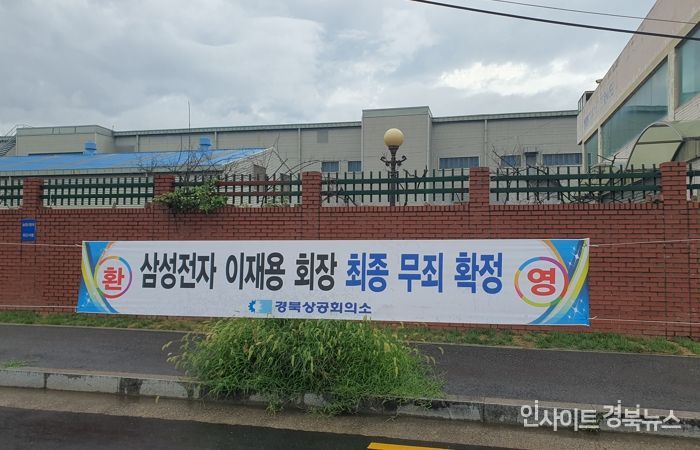 환 삼성전자 이재용 회장 최종 무죄 확정 영
경북상공회의소
인사이트 경북뉴스